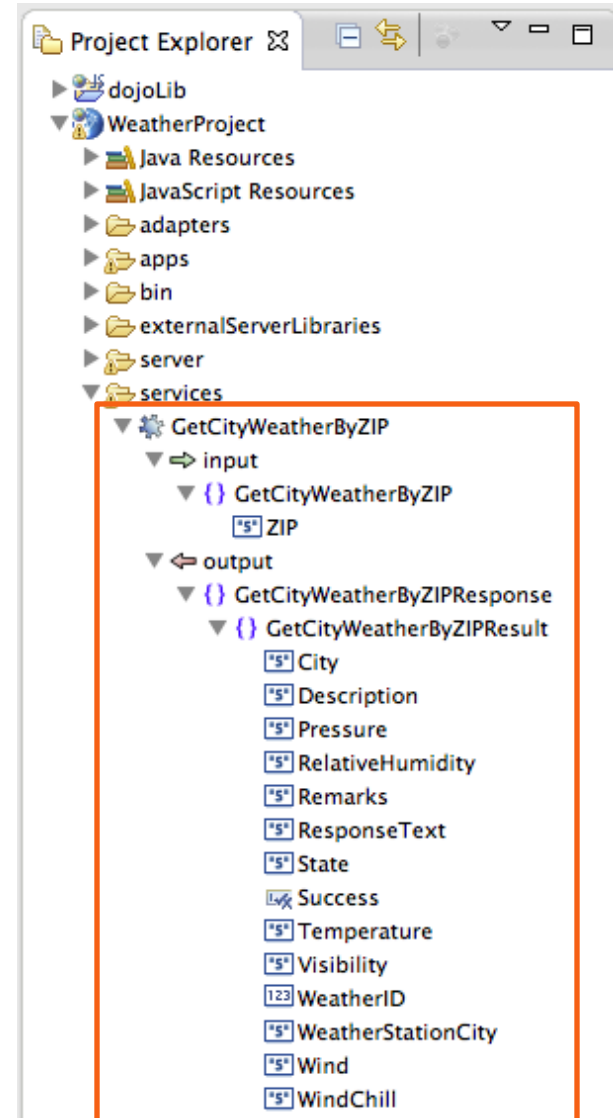 Project Explorer
dojoLib
WeatherProject
Java Resources
JavaScript Resources
adapters
apps
bin
externalServerLibraries
server
services
GetCityWeatherByZIP
input
{} GetCityWeatherByZIP
"S" ZIP
output
{} GetCityWeatherByZIPResponse
{} GetCityWeatherByZIPResult
"S" City
"S" Description
"S" Pressure
"S" RelativeHumidity
"S" Remarks
"S" ResponseText
"S" State
Success
"S" Temperature
"S" Visibility
123 WeatherID
"S" WeatherStationCity
"S" Wind
"S" WindChill